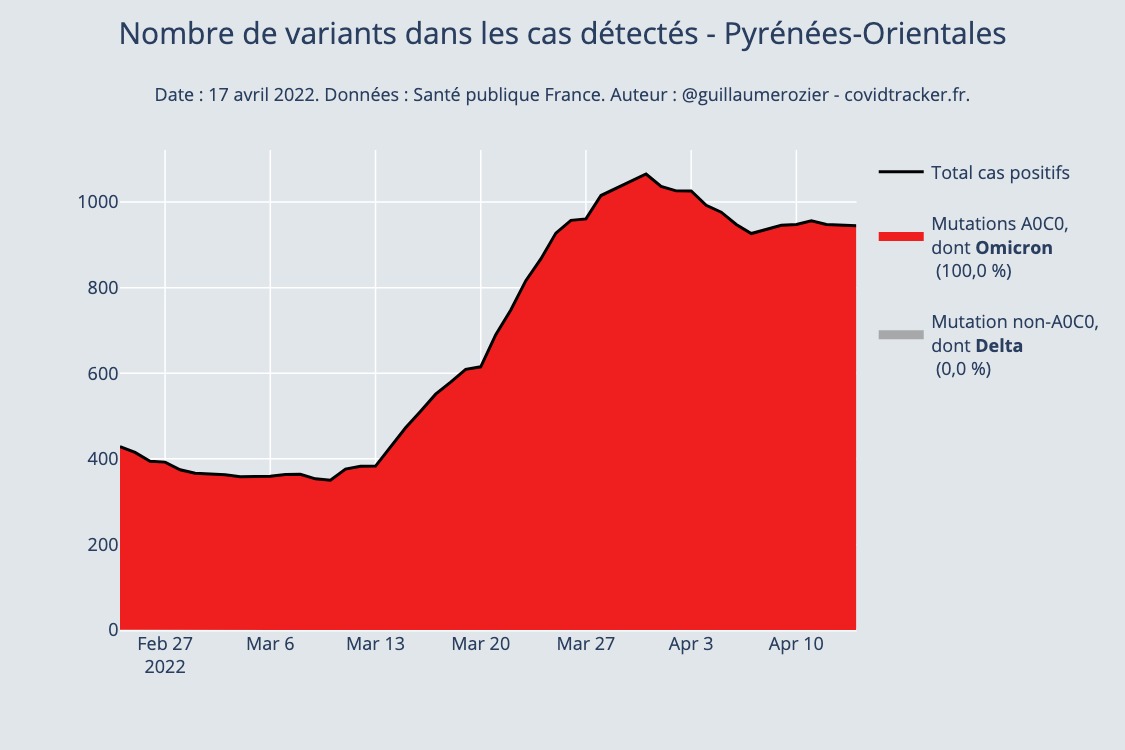 Nombre de variants dans les cas détectés - Pyrénées-Orientales
Date : 17 avril 2022. Données : Santé publique France. Auteur : @guillaumerozier - covidtracker.fr.
1000
800
600
400
200
0
Feb 27
2022
Mar 6
Mar 13
Mar 20
Mar 27
Apr 3
Apr 10
Total cas positifs
Mutations A0C0,
dont Omicron
(100,0 %)
Mutation non-A0C0,
dont Delta
(0,0 %)